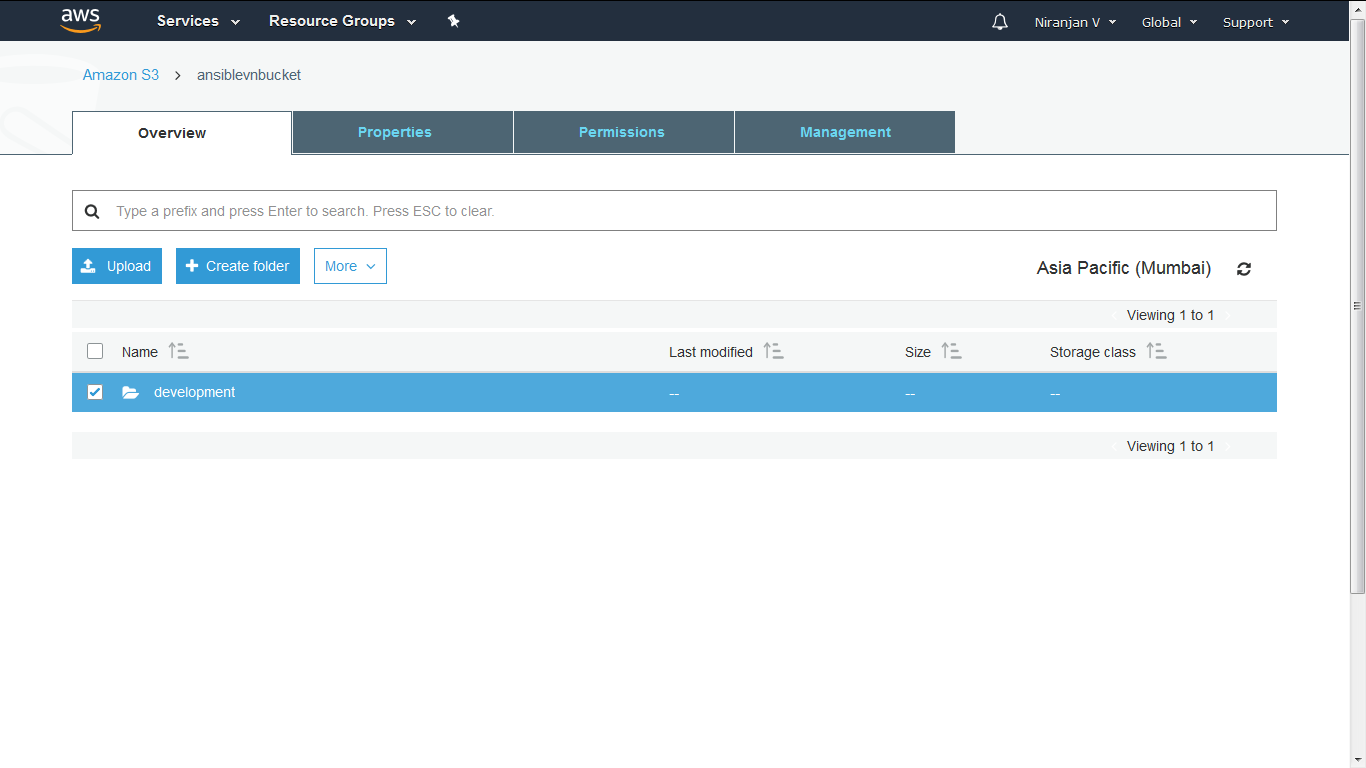 aws Services Resource Groups Niranjan V Global Support
Amazon S3 > ansiblevnbucket
Overview Properties Permissions Management
Type a prefix and press Enter to search. Press ESC to clear.
Upload Create folder More Asia Pacific (Mumbai)
Viewing 1 to 1
Name Last modified Size Storage class
development -- -- --
Viewing 1 to 1